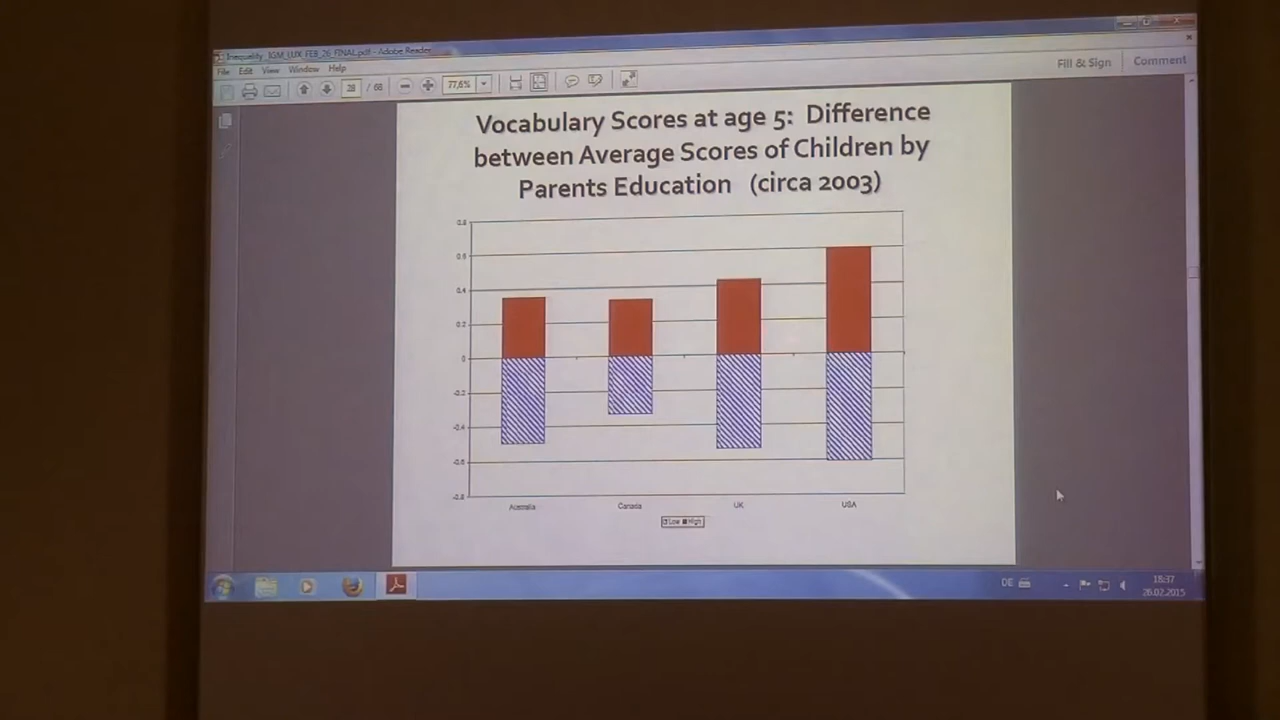 Inequality_IGM_LUX_FEB_26_FINAL.pdf - Adobe Reader
File Edit View Window Help
28 / 68
77,6%
Fill & Sign
Comment
Vocabulary Scores at age 5: Difference
between Average Scores of Children by
Parents Education (circa 2003)
0.8
0.6
0.4
0.2
0
-0.2
-0.4
-0.6
-0.8
Australia Canada UK USA
Low High
DE
18:37
26.02.2015